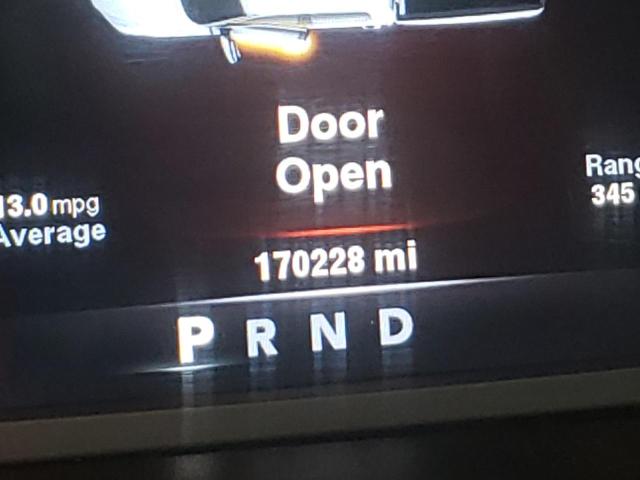 Door
Open
13.0 mpg
Average
Rang
345
170228 mi
P R N D